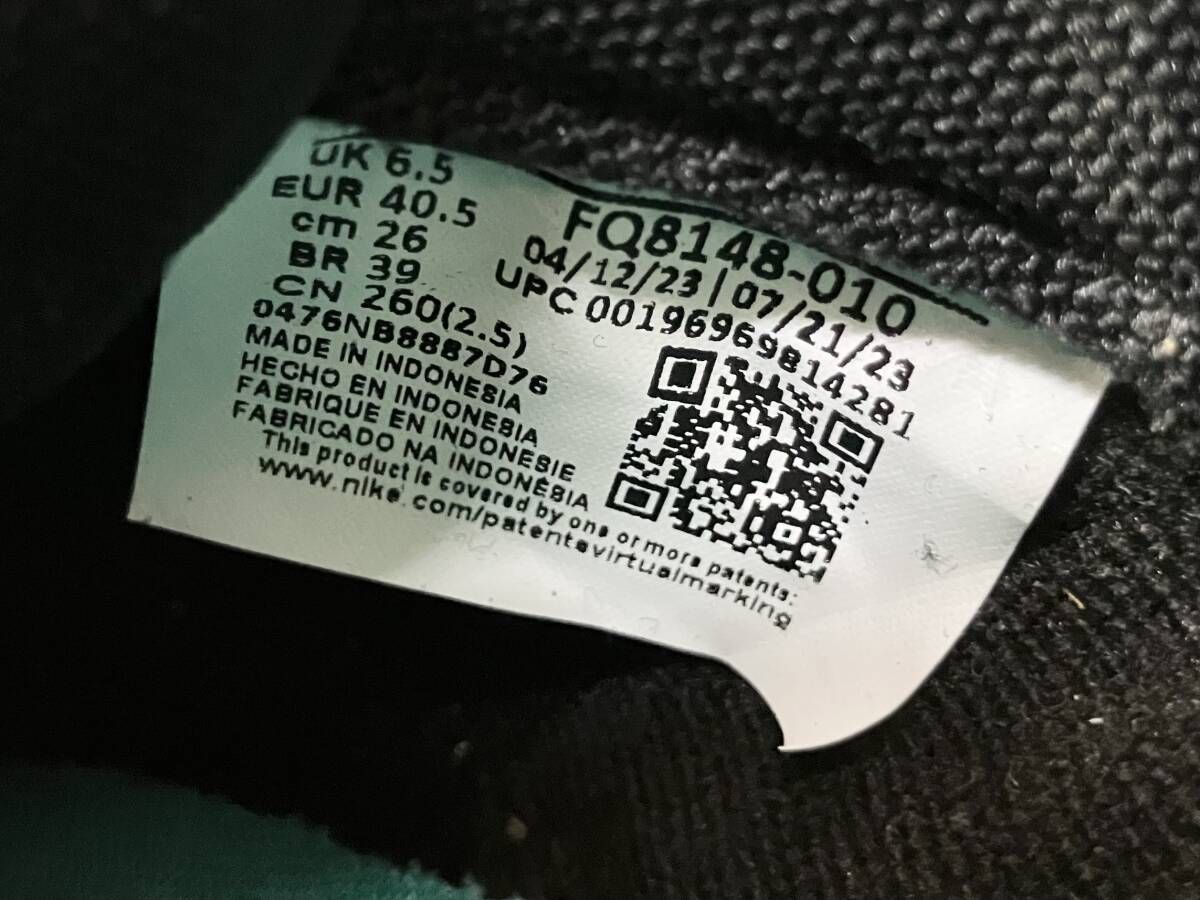 UK 6.5
EUR 40.5
cm 26
BR 39
CN 260(2.5)
0476NB8887D76
MADE IN INDONESIA
HECHO EN INDONESIA
FABRIQUE EN INDONESIE
FABRICADO NA INDONÉSIA
This product is covered by one or more patents:
www.nike.com/patentsvirtualmarking
FQ8148-010
04/12/23 | 07/21/23
UPC 00196969814281